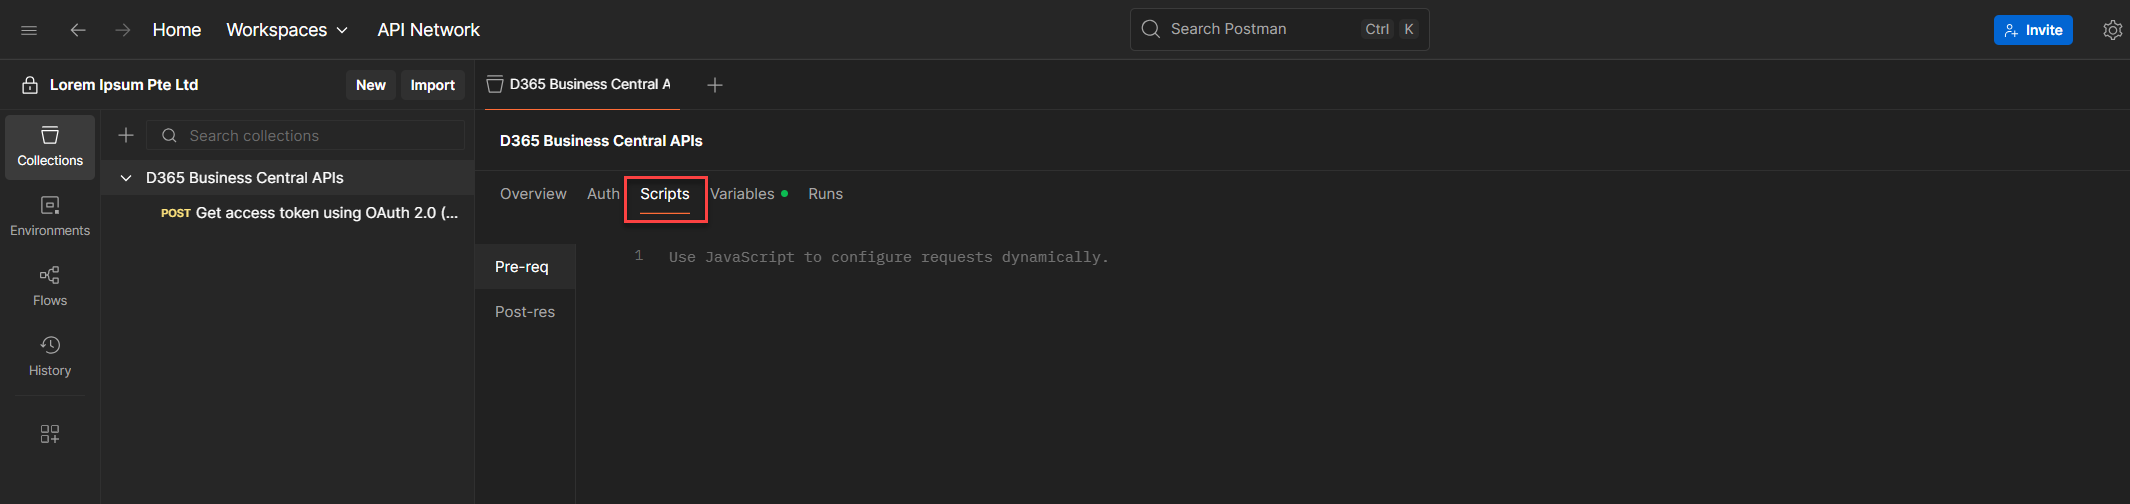 Home Workspaces API Network Search Postman Ctrl K Invite
Lorem Ipsum Pte Ltd New Import
D365 Business Central A
Collections
Search collections
D365 Business Central APIs
POST Get access token using OAuth 2.0 (...
Environments
Flows
History
D365 Business Central APIs
Overview Auth Scripts Variables Runs
Pre-req
Post-res
1 Use JavaScript to configure requests dynamically.